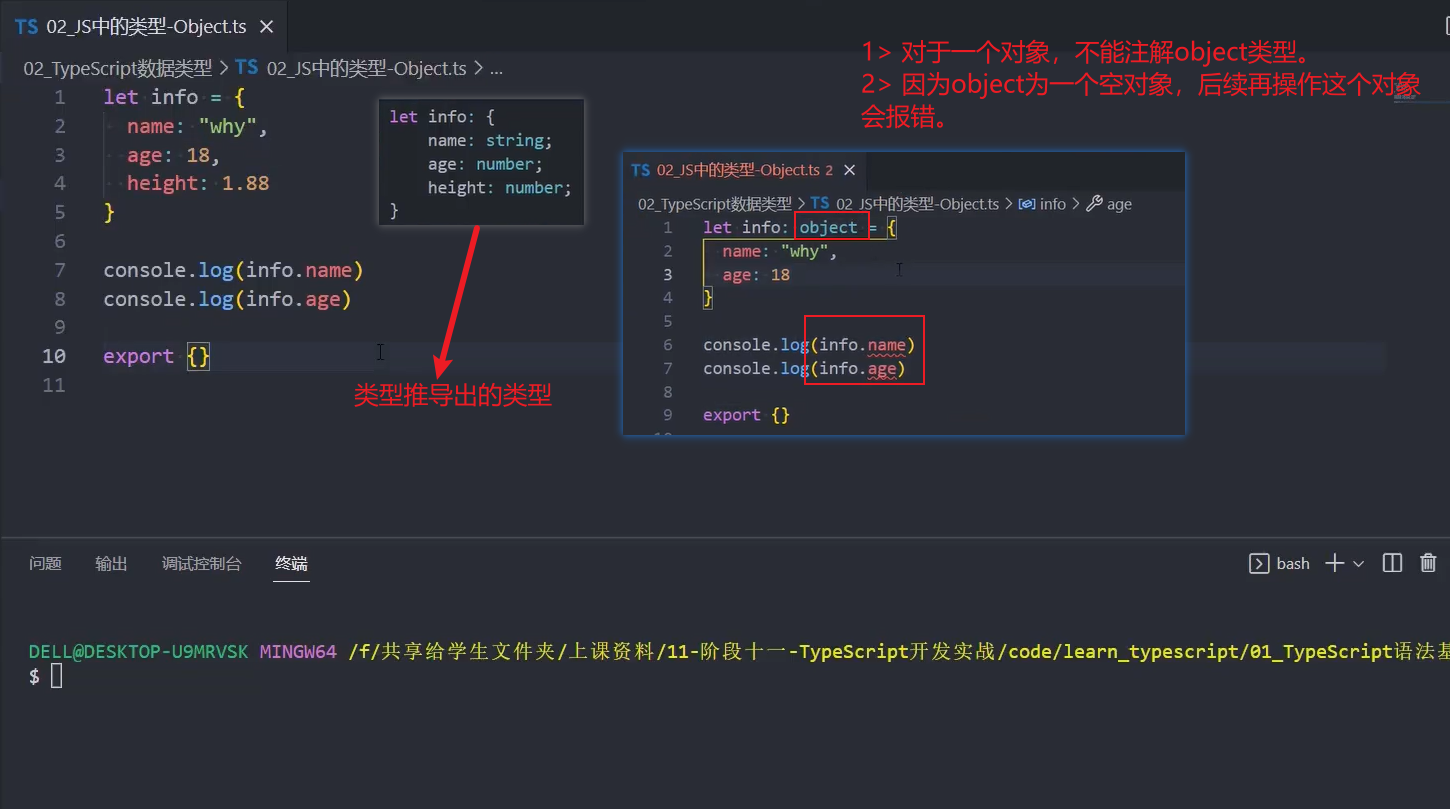 TS 02_JS中的类型-Object.ts ×
02_TypeScript数据类型 > TS 02_JS中的类型-Object.ts > ...
1 let info = {
2 name: "why",
3 age: 18,
4 height: 1.88
5 }
6
7 console.log(info.name)
8 console.log(info.age)
9
10 export {}
11
let info: {
name: string;
age: number;
height: number;
}
类型推导出的类型
1> 对于一个对象，不能注解object类型。
2> 因为object为一个空对象，后续再操作这个对象
会报错。
TS 02_JS中的类型-Object.ts 2 ×
02_TypeScript数据类型 > TS 02_JS中的类型-Object.ts > info > age
1 let info: object = {
2 name: "why",
3 age: 18
4 }
5
6 console.log(info.name)
7 console.log(info.age)
8
9 export {}
问题 输出 调试控制台 终端
bash
DELL@DESKTOP-U9MRVSK MINGW64 /f/共享给学生文件夹/上课资料/11-阶段十一-TypeScript开发实战/code/learn_typescript/01_TypeScript语法基
$